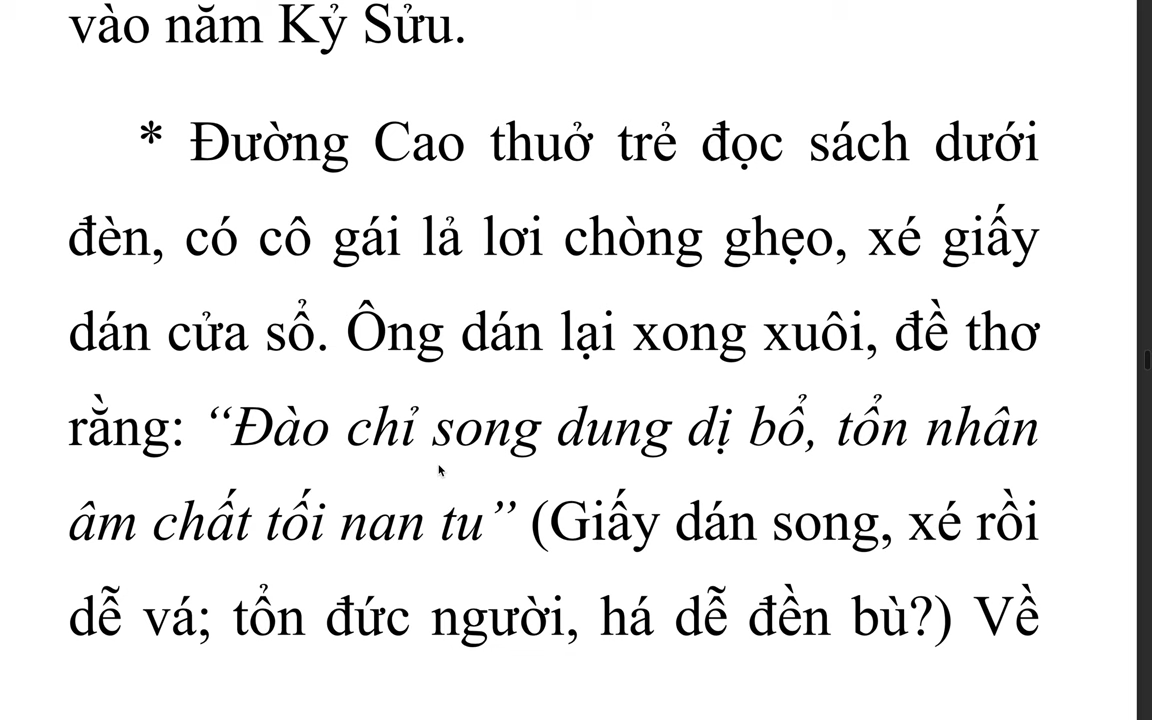 vào năm Kỷ Sửu.
* Đường Cao thuở trẻ đọc sách dưới
đèn, có cô gái lả lơi chòng ghẹo, xé giấy
dán cửa sổ. Ông dán lại xong xuôi, đề thơ
rằng: “Đào chỉ song dung dị bổ, tổn nhân
âm chất tối nan tu” (Giấy dán song, xé rồi
dễ vá; tổn đức người, há dễ đền bù?) Về